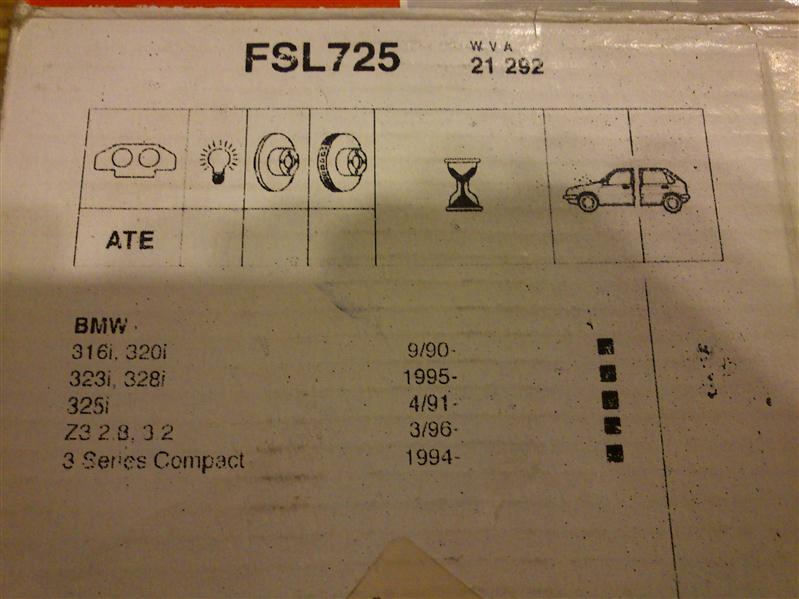 FSL725
W V A
21 292
ATE
BMW
316i, 320i 9/90-
323i, 328i 1995-
325i 4/91-
Z3 2.8, 3.2 3/96-
3 Series Compact 1994-